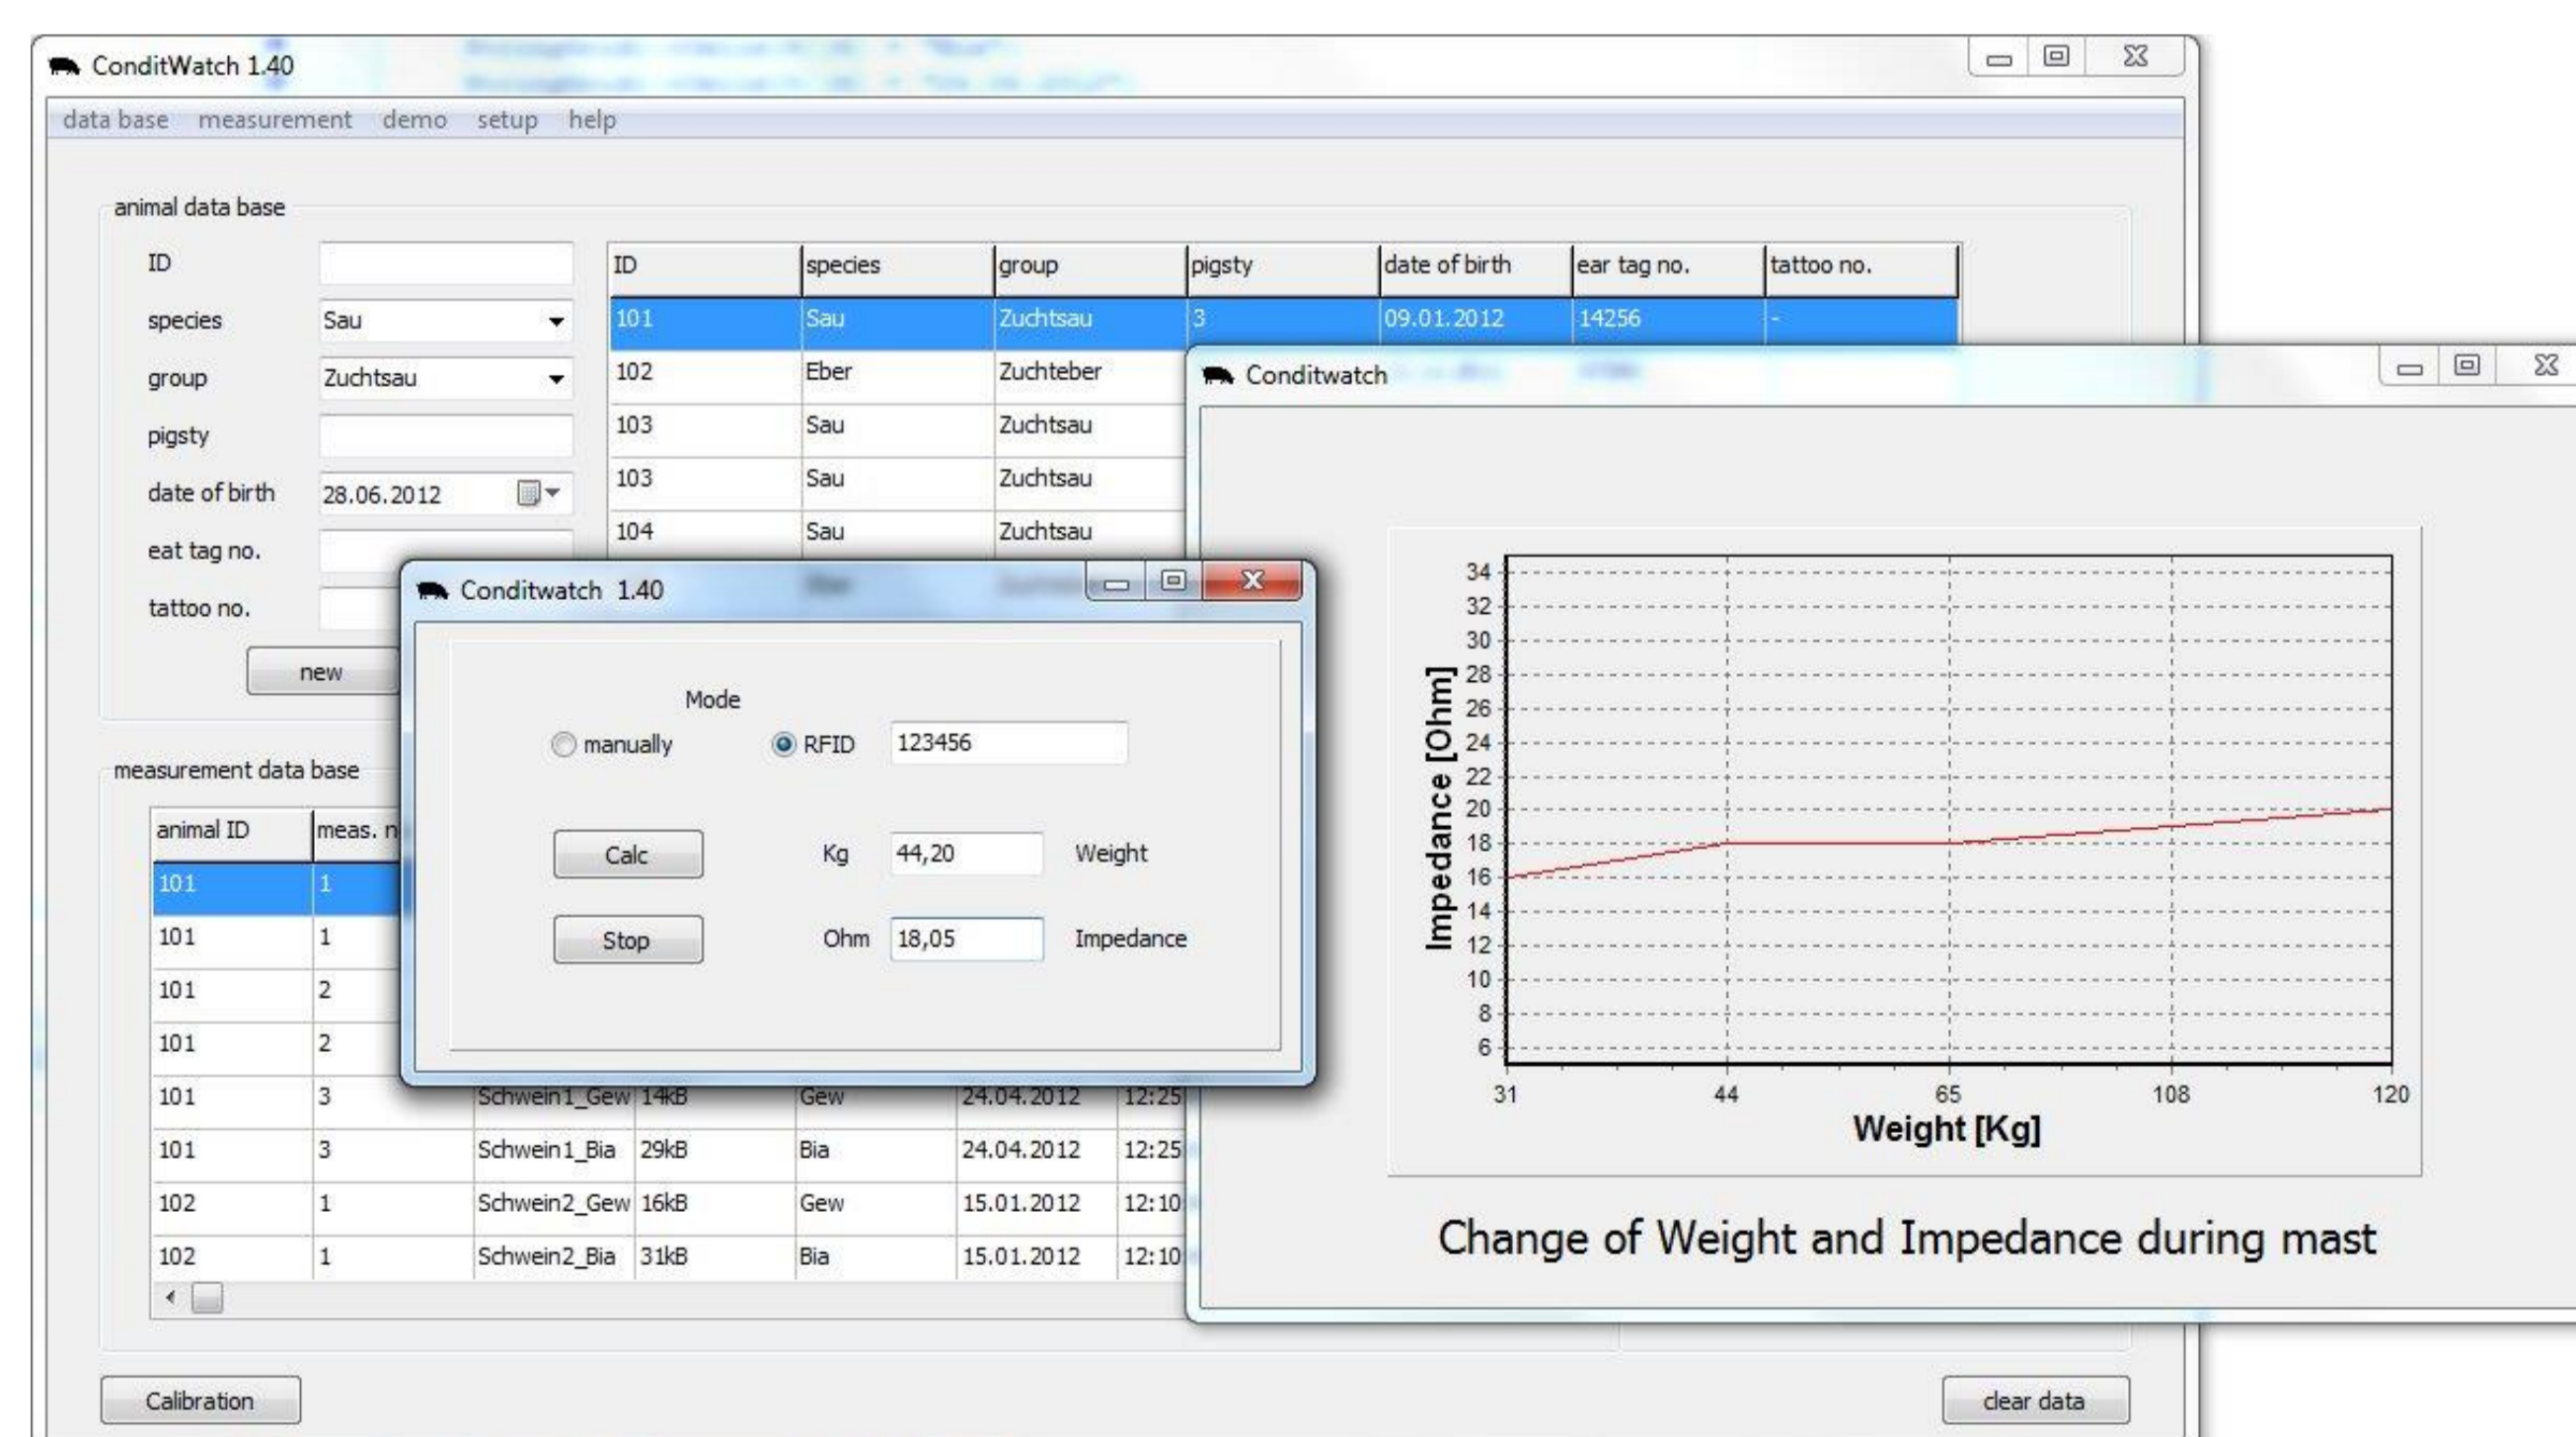 ConditWatch 1.40
data base measurement demo setup help
animal data base
ID
species Sau
group Zuchtsau
pigsty
date of birth 28.06.2012
eat tag no.
tattoo no.
new
ID species group pigsty date of birth ear tag no. tattoo no.
101 Sau Zuchtsau 3 09.01.2012 14256 -
102 Eber Zuchteber
103 Sau Zuchtsau
103 Sau Zuchtsau
104 Sau Zuchtsau
Conditwatch 1.40
Mode
manually RFID 123456
Calc Kg 44,20 Weight
Stop Ohm 18,05 Impedance
measurement data base
animal ID meas.
101 1
101 1
101 2
101 2
101 3 Schwein1_Gew 14kB Gew 24.04.2012 12:25
101 3 Schwein1_Bia 29kB Bia 24.04.2012 12:25
102 1 Schwein2_Gew 16kB Gew 15.01.2012 12:10
102 1 Schwein2_Bia 31kB Bia 15.01.2012 12:10
Calibration
clear data
Conditwatch
Impedance [Ohm]
34
32
30
28
26
24
22
20
18
16
14
12
10
8
6
31 44 65 108 120
Weight [Kg]
Change of Weight and Impedance during mast